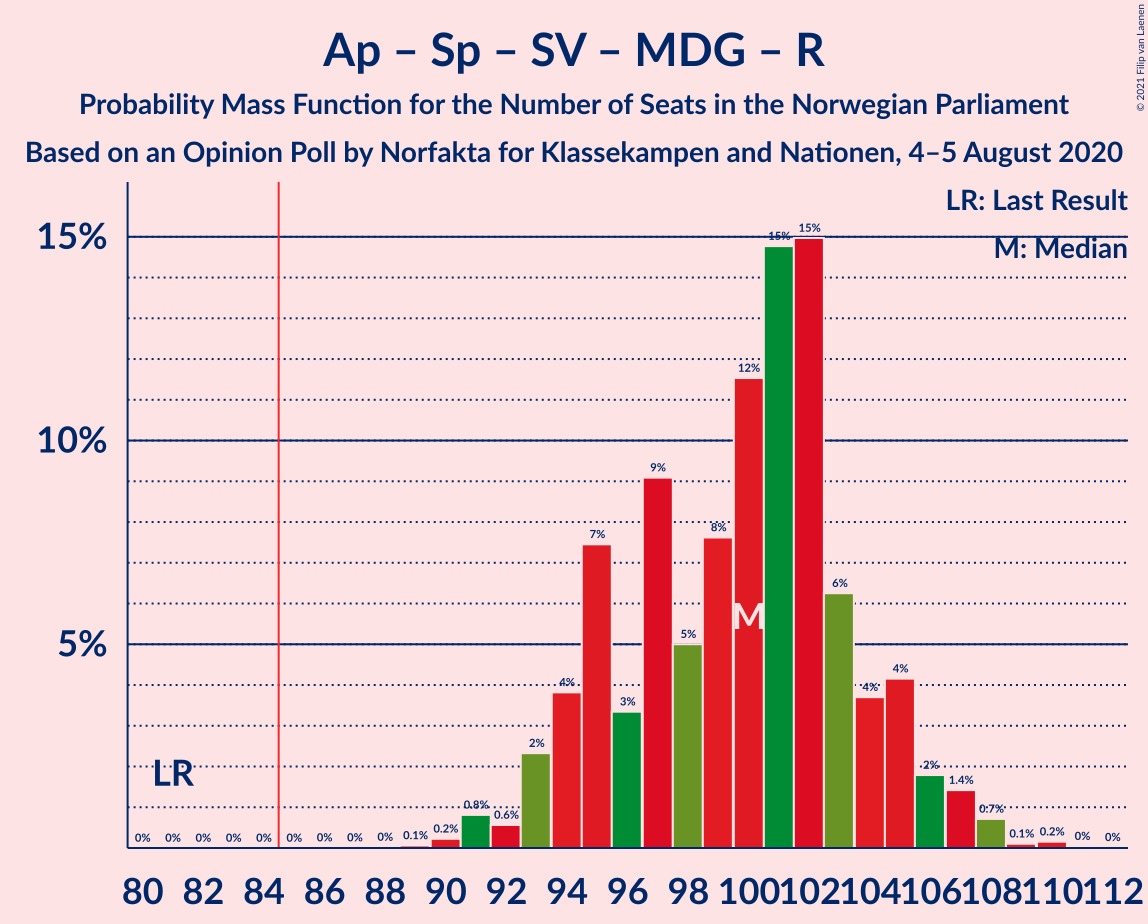 Ap – Sp – SV – MDG – R
Probability Mass Function for the Number of Seats in the Norwegian Parliament
Based on an Opinion Poll by Norfakta for Klassekampen and Nationen, 4–5 August 2020
© 2021 Filip van Laenen
LR: Last Result
M: Median
15%
10%
5%
LR
M
0% 0% 0% 0% 0% 0% 0% 0% 0% 0.1% 0.2% 0.8% 0.6% 2% 4% 7% 3% 9% 5% 8% 12% 15% 15% 6% 4% 4% 2% 1.4% 0.7% 0.1% 0.2% 0% 0%
80 82 84 86 88 90 92 94 96 98 100 102 104 106 108 110 112